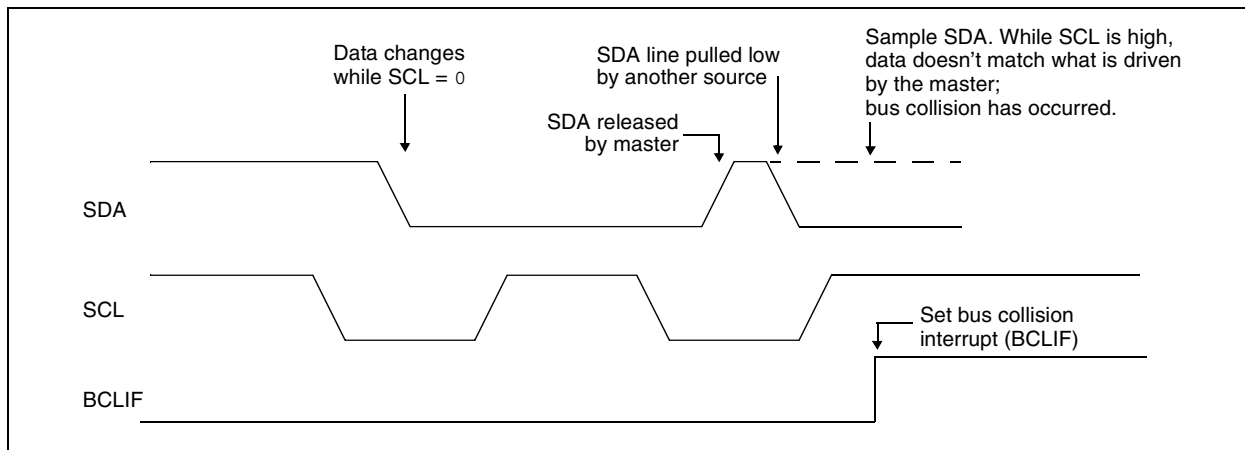 Data changes
while SCL = 0
SDA line pulled low
by another source
SDA released
by master
Sample SDA. While SCL is high,
data doesn't match what is driven
by the master;
bus collision has occurred.
SDA
SCL
Set bus collision
interrupt (BCLIF)
BCLIF